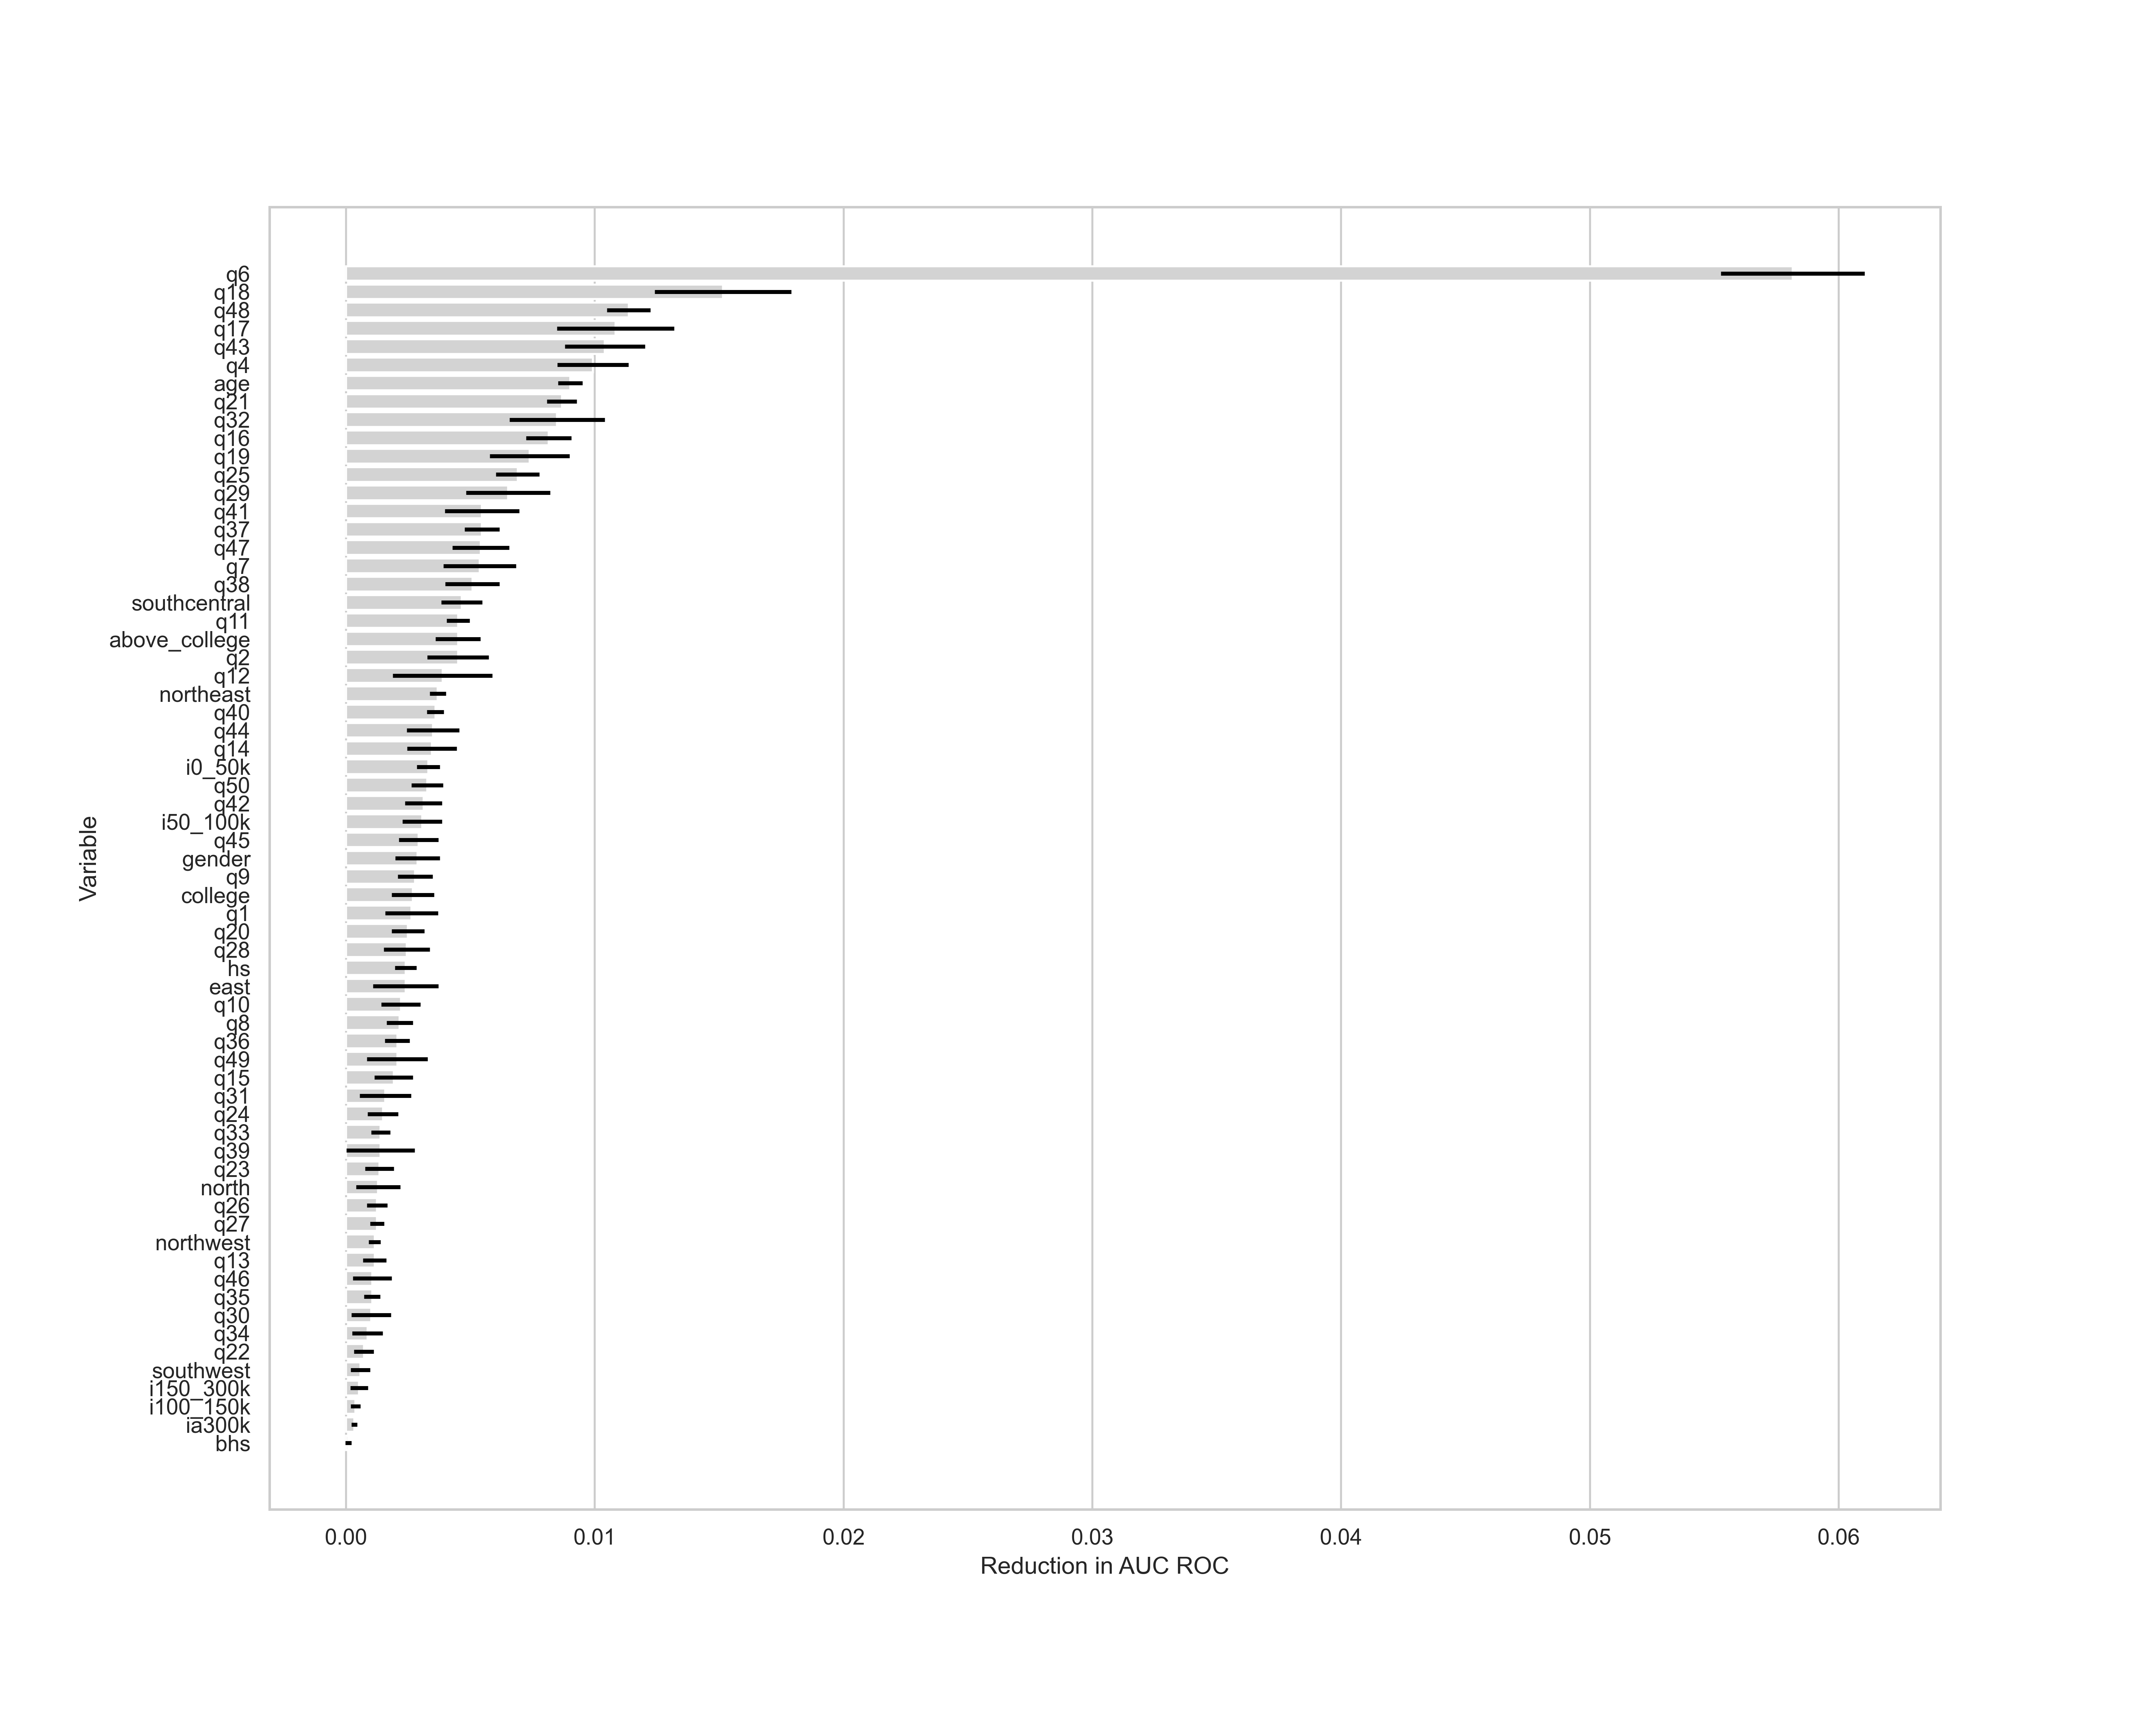 q6
q18
q48
q17
q43
q4
age
q21
q32
q16
q19
q25
q29
q41
q37
q47
q7
q38
southcentral
q11
above_college
q2
q12
northeast
q40
q44
q14
i0_50k
q50
q42
i50_100k
q45
gender
q9
college
q1
q20
q28
hs
east
q10
q8
q36
q49
q15
q31
q24
q33
q39
q23
north
q26
q27
northwest
q13
q46
q35
q30
q34
q22
southwest
i150_300k
i100_150k
ia300k
bhs
Variable
0.00 0.01 0.02 0.03 0.04 0.05 0.06
Reduction in AUC ROC